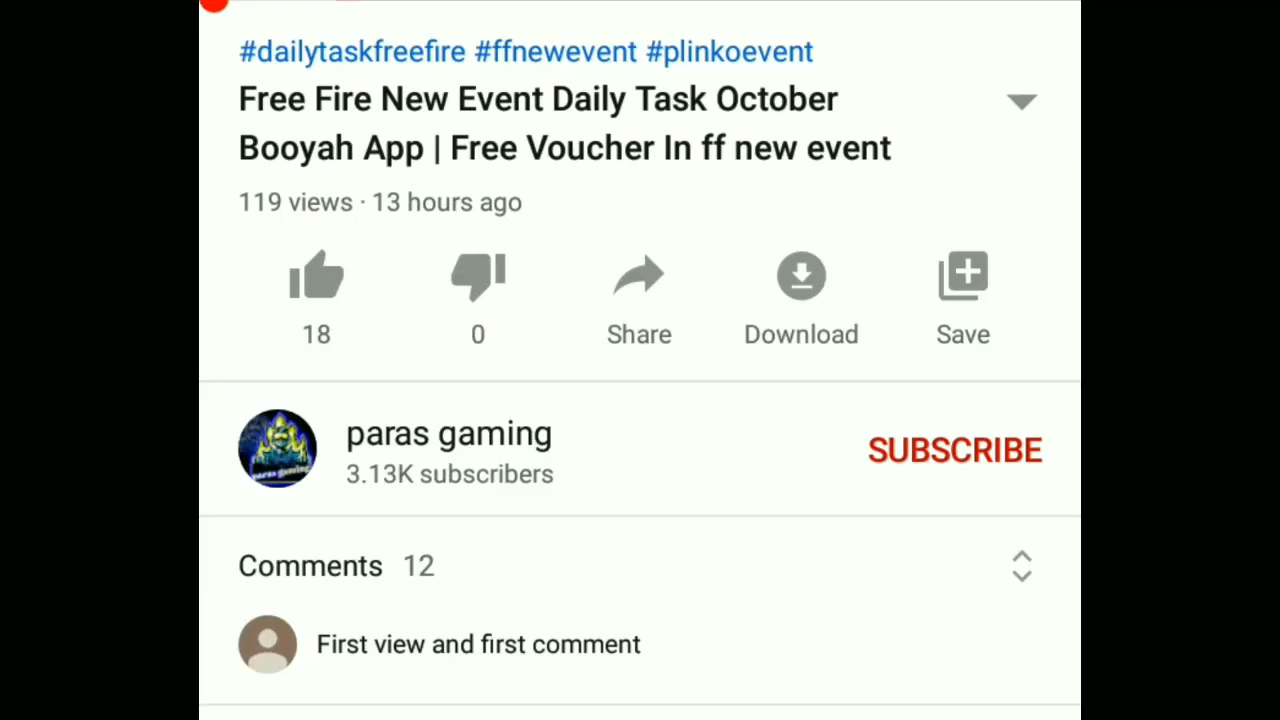 #dailytaskfreefire #ffnewevent #plinkoevent
Free Fire New Event Daily Task October
Booyah App | Free Voucher In ff new event
119 views · 13 hours ago
18 0 Share Download Save
paras gaming
paras gaming
3.13K subscribers
SUBSCRIBE
Comments 12
First view and first comment